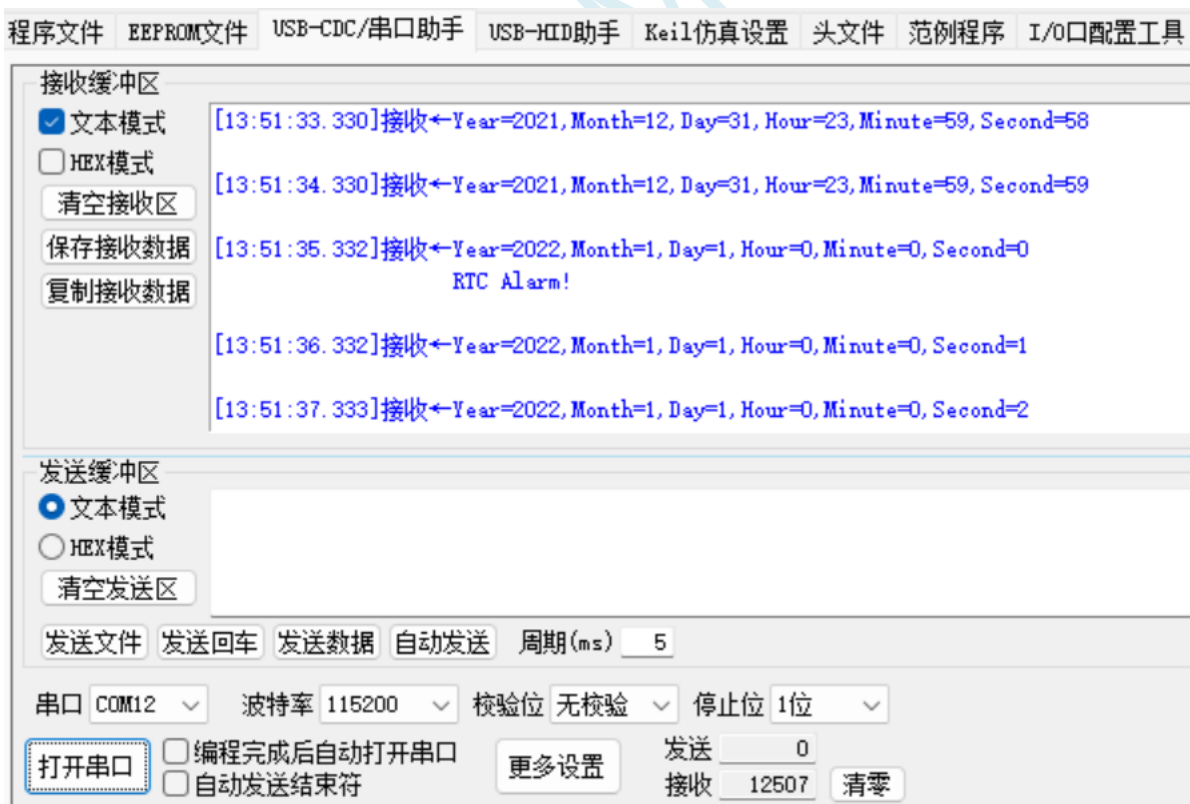 程序文件 EEPROM文件 USB-CDC/串口助手 USB-HID助手 Keil仿真设置 头文件 范例程序 I/O口配置工具
接收缓冲区
文本模式
HEX模式
清空接收区
保存接收数据
复制接收数据
[13:51:33.330]接收←Year=2021,Month=12,Day=31,Hour=23,Minute=59,Second=58
[13:51:34.330]接收←Year=2021,Month=12,Day=31,Hour=23,Minute=59,Second=59
[13:51:35.332]接收←Year=2022,Month=1,Day=1,Hour=0,Minute=0,Second=0
RTC Alarm!
[13:51:36.332]接收←Year=2022,Month=1,Day=1,Hour=0,Minute=0,Second=1
[13:51:37.333]接收←Year=2022,Month=1,Day=1,Hour=0,Minute=0,Second=2
发送缓冲区
文本模式
HEX模式
清空发送区
发送文件 发送回车 发送数据 自动发送 周期(ms) 5
串口 COM12 波特率 115200 校验位 无校验 停止位 1位
打开串口
编程完成后自动打开串口
自动发送结束符
更多设置
发送 0
接收 12507 清零